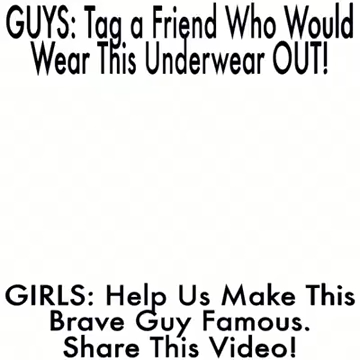 GUYS: Tag a Friend Who Would
Wear This Underwear OUT!
GIRLS: Help Us Make This
Brave Guy Famous.
Share This Video!